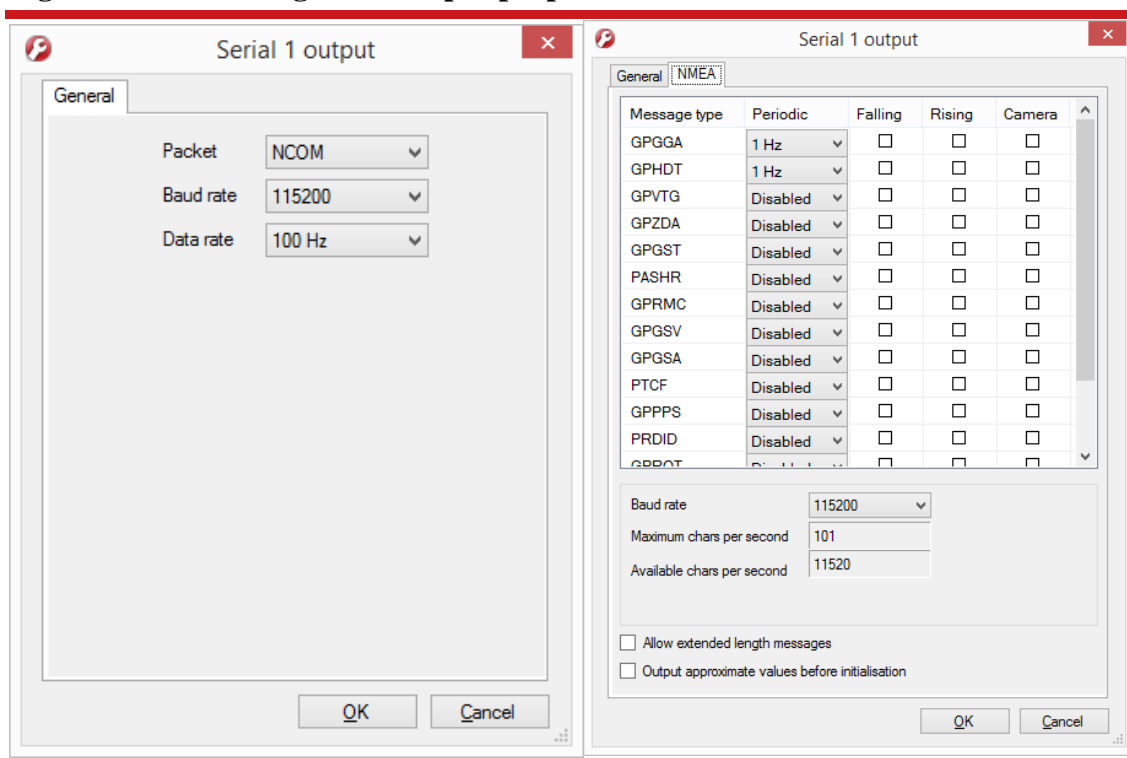 Serial 1 output
General
Packet NCOM
Baud rate 115200
Data rate 100 Hz
OK Cancel
Serial 1 output
General NMEA
Message type Periodic Falling Rising Camera
GPGGA 1 Hz
GPHDT 1 Hz
GPVTG Disabled
GPZDA Disabled
GPGST Disabled
PASHR Disabled
GPRMC Disabled
GPGSV Disabled
GPGSA Disabled
PTCF Disabled
GPPPS Disabled
PRDID Disabled
Baud rate 115200
Maximum chars per second 101
Available chars per second 11520
Allow extended length messages
Output approximate values before initialisation
OK Cancel